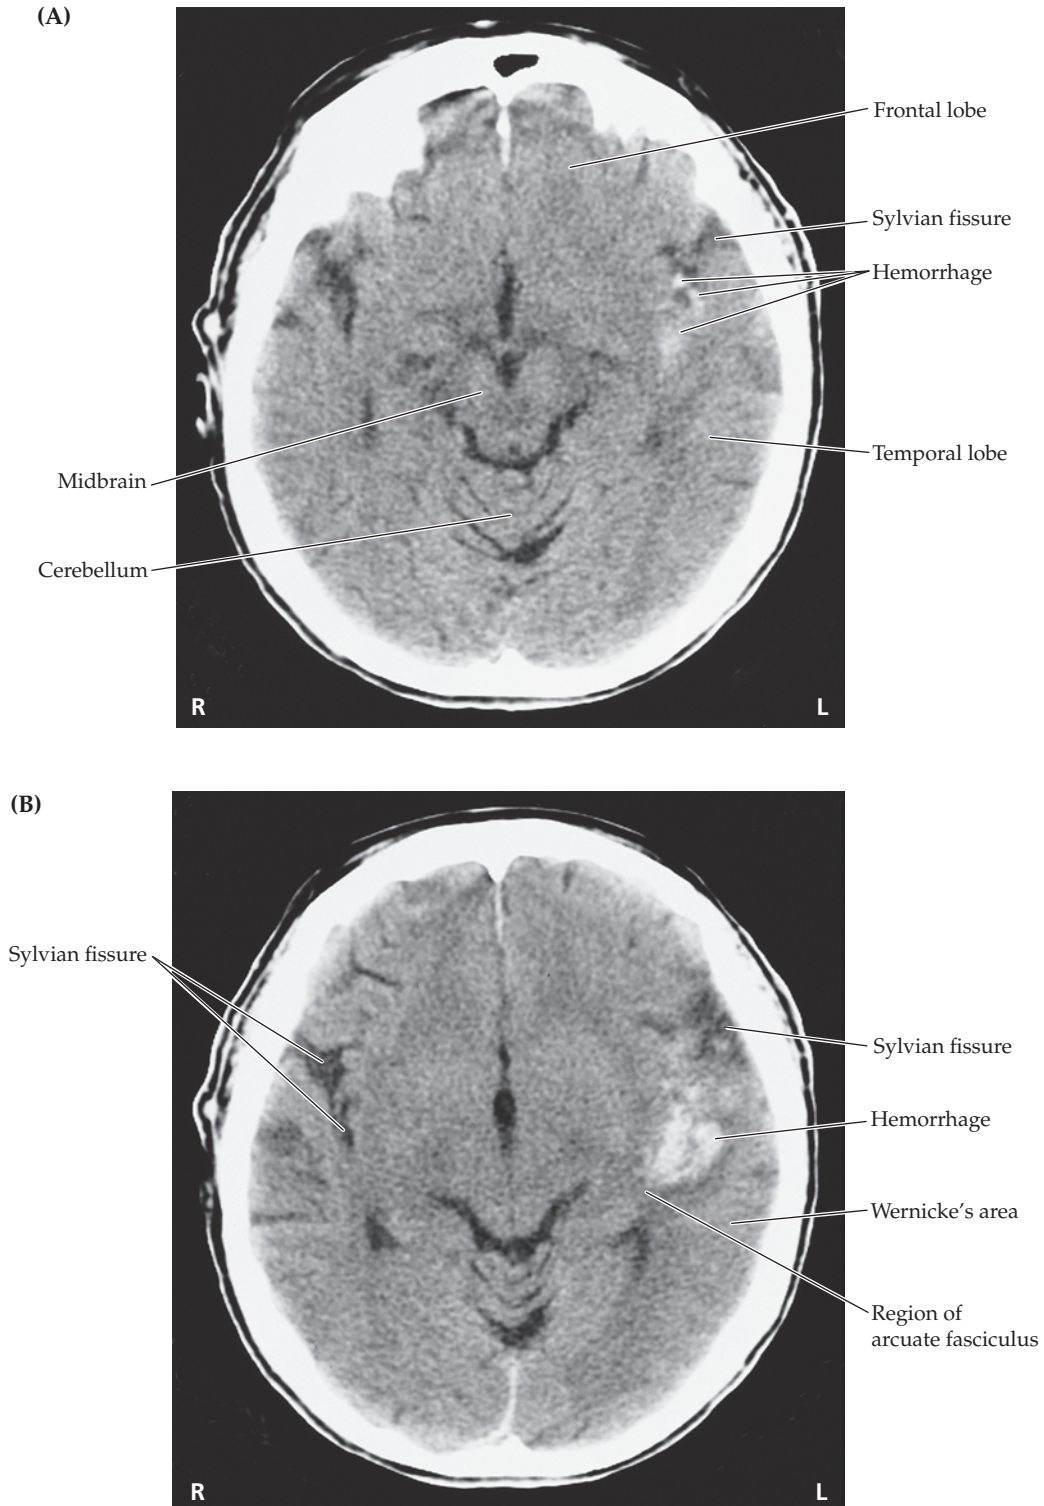 (A)
Frontal lobe
Sylvian fissure
Hemorrhage
Temporal lobe
Midbrain
Cerebellum
R
L
(B)
Sylvian fissure
Sylvian fissure
Hemorrhage
Wernicke's area
Region of
arcuate fasciculus
R
L